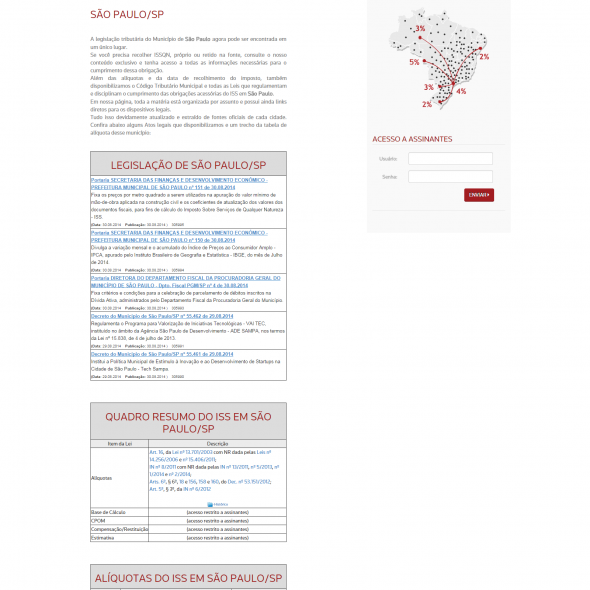 SÃO PAULO/SP
A legislação tributária do Município de São Paulo agora pode ser encontrada em
um único lugar.
Se você precisa recolher ISSQN, próprio ou retido na fonte, consulte o nosso
conteúdo exclusivo e tenha acesso a todas as informações necessárias para o
cumprimento dessa obrigação.
Além das alíquotas e da data de recolhimento do imposto, também
disponibilizamos o Código Tributário Municipal e todas as Leis que regulamentam
e disciplinam o cumprimento das obrigações acessórias do ISS em São Paulo.
Em nossa página, toda a matéria está organizada por assunto e possui ainda links
diretos para os dispositivos legais.
Tudo isso devidamente atualizado e extraído de fontes oficiais de cada cidade.
Confira abaixo alguns Atos legais que disponibilizamos e um trecho da tabela de
alíquota desse município:
LEGISLAÇÃO DE SÃO PAULO/SP
Portaria SECRETARIA DAS FINANÇAS E DESENVOLVIMENTO ECONÔMICO -
PREFEITURA MUNICIPAL DE SÃO PAULO nº 151 de 30.08.2014
Fixa os preços por metro quadrado a serem utilizados na apuração do valor mínimo de
mão-de-obra aplicada na construção civil e os coeficientes de atualização dos valores dos
documentos fiscais, para fins de cálculo do Imposto Sobre Serviços de Qualquer Natureza
- ISS.
(Data: 30.08.2014 Publicação: 30.08.2014 )
Portaria SECRETARIA DAS FINANÇAS E DESENVOLVIMENTO ECONÔMICO -
PREFEITURA MUNICIPAL DE SÃO PAULO nº 150 de 30.08.2014
Divulga a variação mensal e o acumulado do Índice de Preços ao Consumidor Amplo -
IPCA, apurado pelo Instituto Brasileiro de Geografia e Estatística - IBGE, do mês de Julho
de 2014.
(Data: 30.08.2014 Publicação: 30.08.2014 )
Portaria DIRETORA DO DEPARTAMENTO FISCAL DA PROCURADORIA GERAL DO
MUNICÍPIO DE SÃO PAULO - Dpto. Fiscal PGM/SP nº 4 de 30.08.2014
Fixa critérios e condições para a celebração de parcelamento de débitos inscritos na
Dívida Ativa, administrados pelo Departamento Fiscal da Procuradoria Geral do Município.
(Data: 30.08.2014 Publicação: 30.08.2014 )
Decreto do Município de São Paulo/SP nº 55.462 de 29.08.2014
Regulamenta o Programa para Valorização de Iniciativas Tecnológicas - VAI TEC,
instituído no âmbito da Agência São Paulo de Desenvolvimento - ADE SAMPA, nos termos
da Lei nº 15.838, de 4 de julho de 2013.
(Data: 29.08.2014 Publicação: 30.08.2014 )
Decreto do Município de São Paulo/SP nº 55.461 de 29.08.2014
Institui a Política Municipal de Estímulo à Inovação e ao Desenvolvimento de Startups na
Cidade de São Paulo - Tech Sampa.
(Data: 29.08.2014 Publicação: 30.08.2014 )
QUADRO RESUMO DO ISS EM SÃO
PAULO/SP
Item da Lei Descrição
Alíquotas
Art. 16, da Lei nº 13.701/2003 com NR dada pelas Leis nº
14.256/2006 e nº 15.406/2011;
IN nº 8/2011 com NR dada pelas IN nº 13/2011, nº 5/2013, nº
1/2014 e nº 2/2014;
Arts. 6º, § 6º, 18 e 156, 159 e 160, do Dec. nº 53.151/2012;
Art. 5º, § 3º, da IN nº 6/2012
Histórico
Base de Cálculo (acesso restrito a assinantes)
CPOM (acesso restrito a assinantes)
Compensação/Restituição (acesso restrito a assinantes)
Estimativa (acesso restrito a assinantes)
ALÍQUOTAS DO ISS EM SÃO PAULO/SP
3%
2%
5%
3%
4%
2%
ACESSO A ASSINANTES
Usuário:
Senha:
ENVIAR